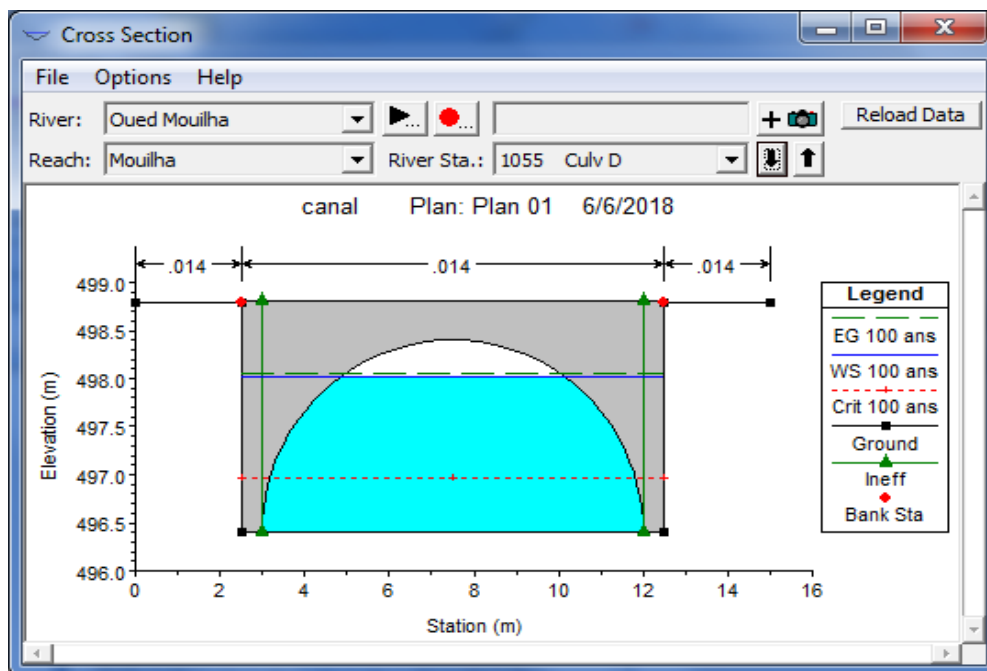 Cross Section
File Options Help
River: Oued Mouilha ... ... + Reload Data
Reach: Mouilha River Sta.: 1055 Culv D
canal Plan: Plan 01 6/6/2018
.014 .014 .014
499.0
498.5
498.0
497.5
497.0
496.5
496.0
Elevation (m)
0 2 4 6 8 10 12 14 16
Station (m)
Legend
EG 100 ans
WS 100 ans
Crit 100 ans
Ground
Ineff
Bank Sta